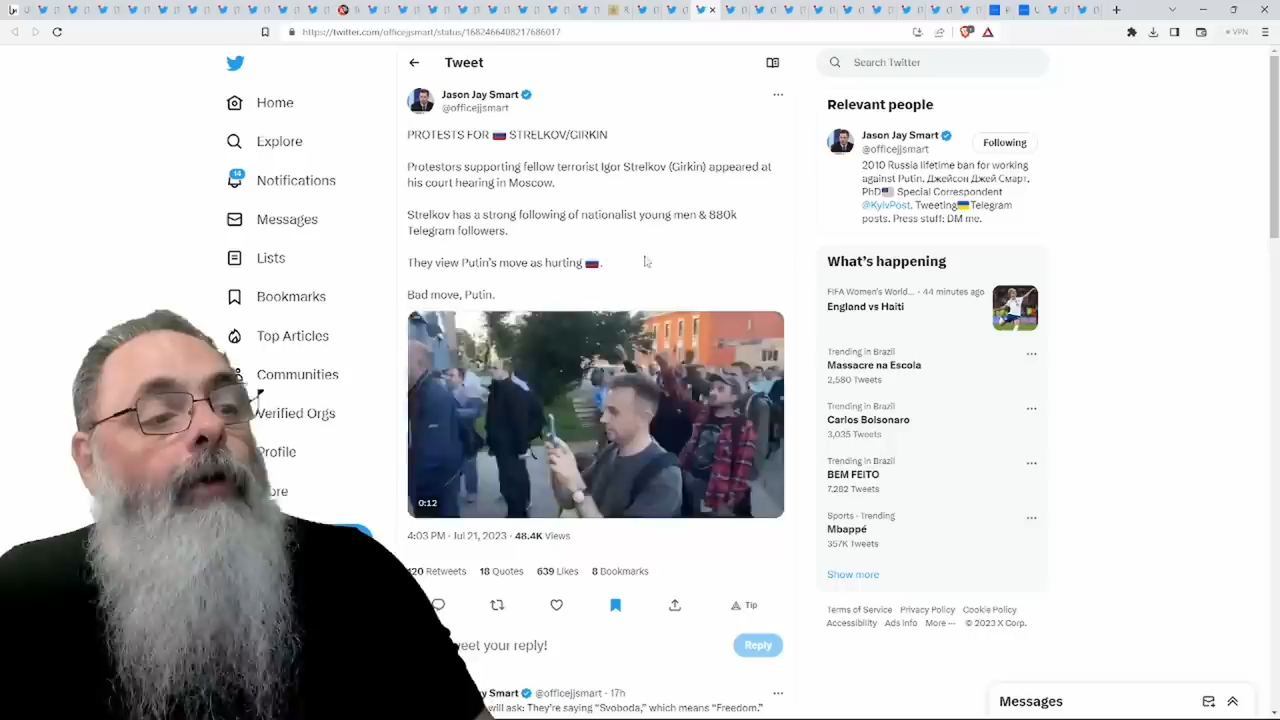 https://twitter.com/officejjsmart/status/1682466408217686017
VPN
Home
Explore
14
Notifications
Messages
Lists
Bookmarks
Top Articles
Communities
Verified Orgs
Profile
ore
Tweet
Jason Jay Smart
@officejjsmart
PROTESTS FOR 🇷🇺 STRELKOV/GIRKIN
Protestors supporting fellow terrorist Igor Strelkov (Girkin) appeared at
his court hearing in Moscow.
Strelkov has a strong following of nationalist young men & 880k
Telegram followers.
They view Putin's move as hurting 🇷🇺.
Bad move, Putin.
0:12
4:03 PM · Jul 21, 2023 · 48.4K Views
120 Retweets 18 Quotes 639 Likes 8 Bookmarks
Tip
weet your reply!
Reply
y Smart @officejjsmart · 17h
will ask: They're saying "Svoboda," which means "Freedom."
Search Twitter
Relevant people
Jason Jay Smart
@officejjsmart
Following
2010 Russia lifetime ban for working
against Putin. Джейсон Джей Смарт,
PhD🇺🇸 Special Correspondent
@KyivPost. Tweeting🇺🇦Telegram
posts. Press stuff: DM me.
What's happening
FIFA Women's World... · 44 minutes ago
England vs Haiti
Trending in Brazil
Massacre na Escola
2,580 Tweets
Trending in Brazil
Carlos Bolsonaro
3,035 Tweets
Trending in Brazil
BEM FEITO
7,282 Tweets
Sports · Trending
Mbappé
357K Tweets
Show more
Terms of Service Privacy Policy Cookie Policy
Accessibility Ads info More ··· © 2023 X Corp.
Messages